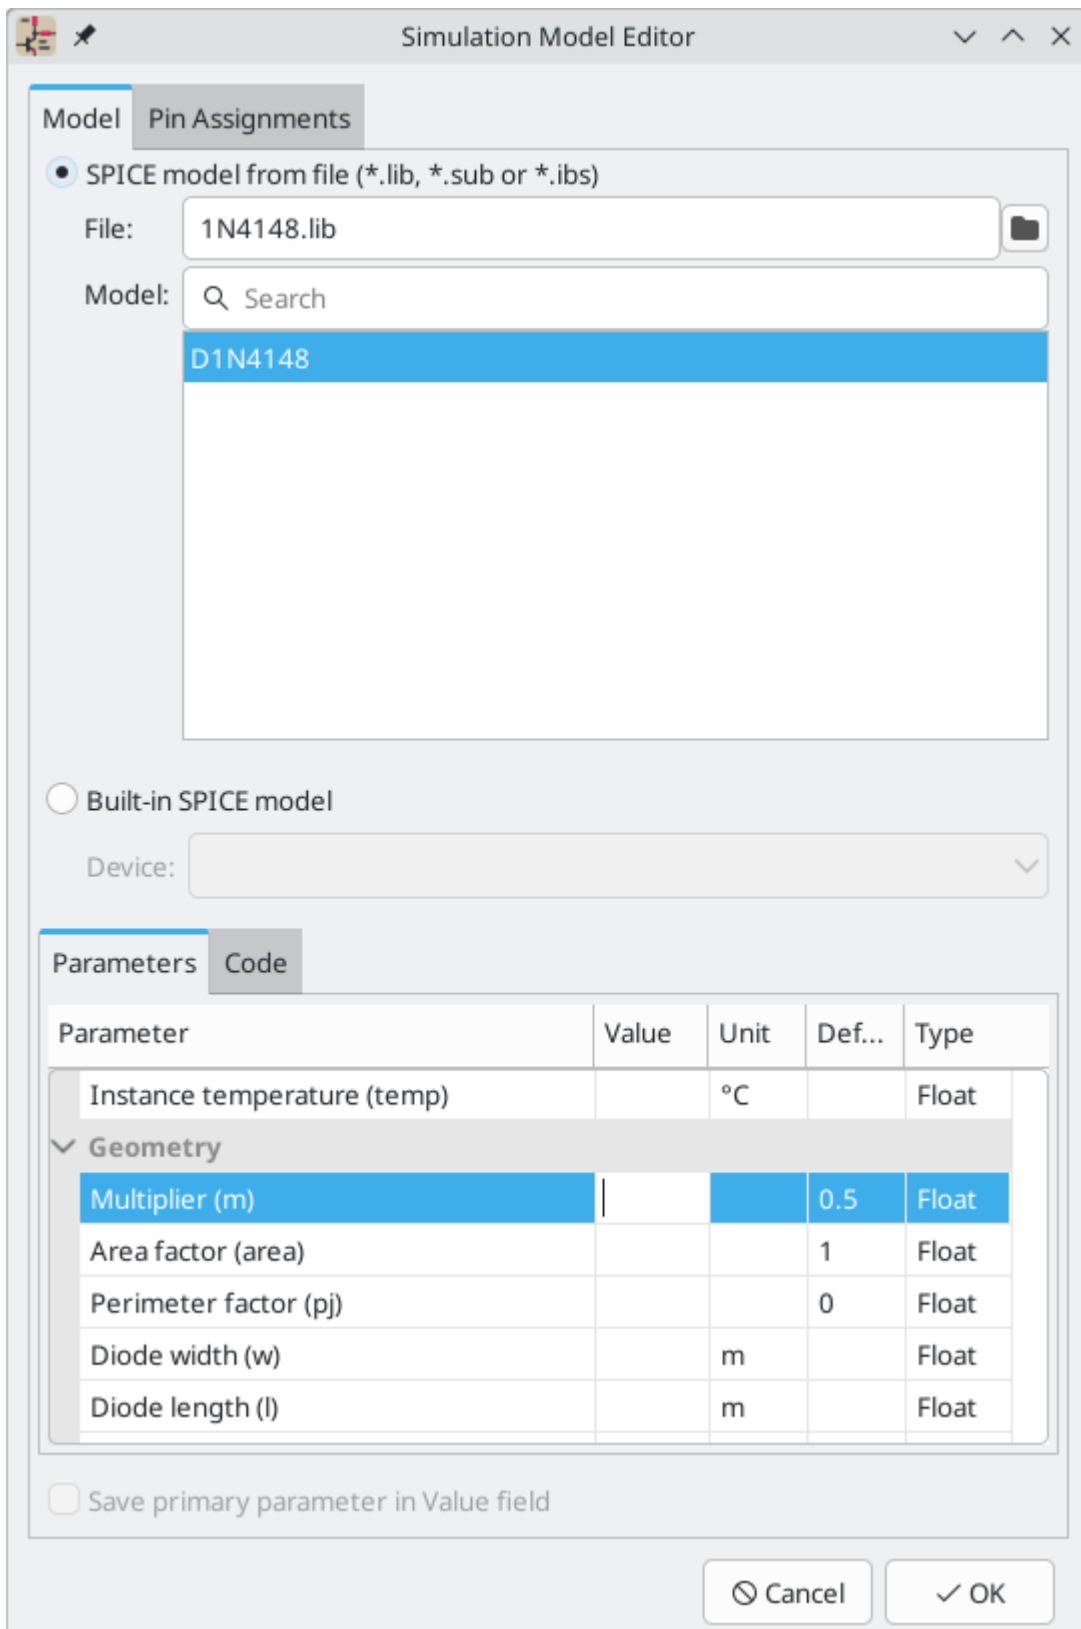 Simulation Model Editor
Model Pin Assignments
SPICE model from file (*.lib, *.sub or *.ibs)
File: 1N4148.lib
Model: Search
D1N4148
Built-in SPICE model
Device:
Parameters Code
Parameter Value Unit Def... Type
Instance temperature (temp) °C Float
Geometry
Multiplier (m) 0.5 Float
Area factor (area) 1 Float
Perimeter factor (pj) 0 Float
Diode width (w) m Float
Diode length (l) m Float
Save primary parameter in Value field
Cancel OK